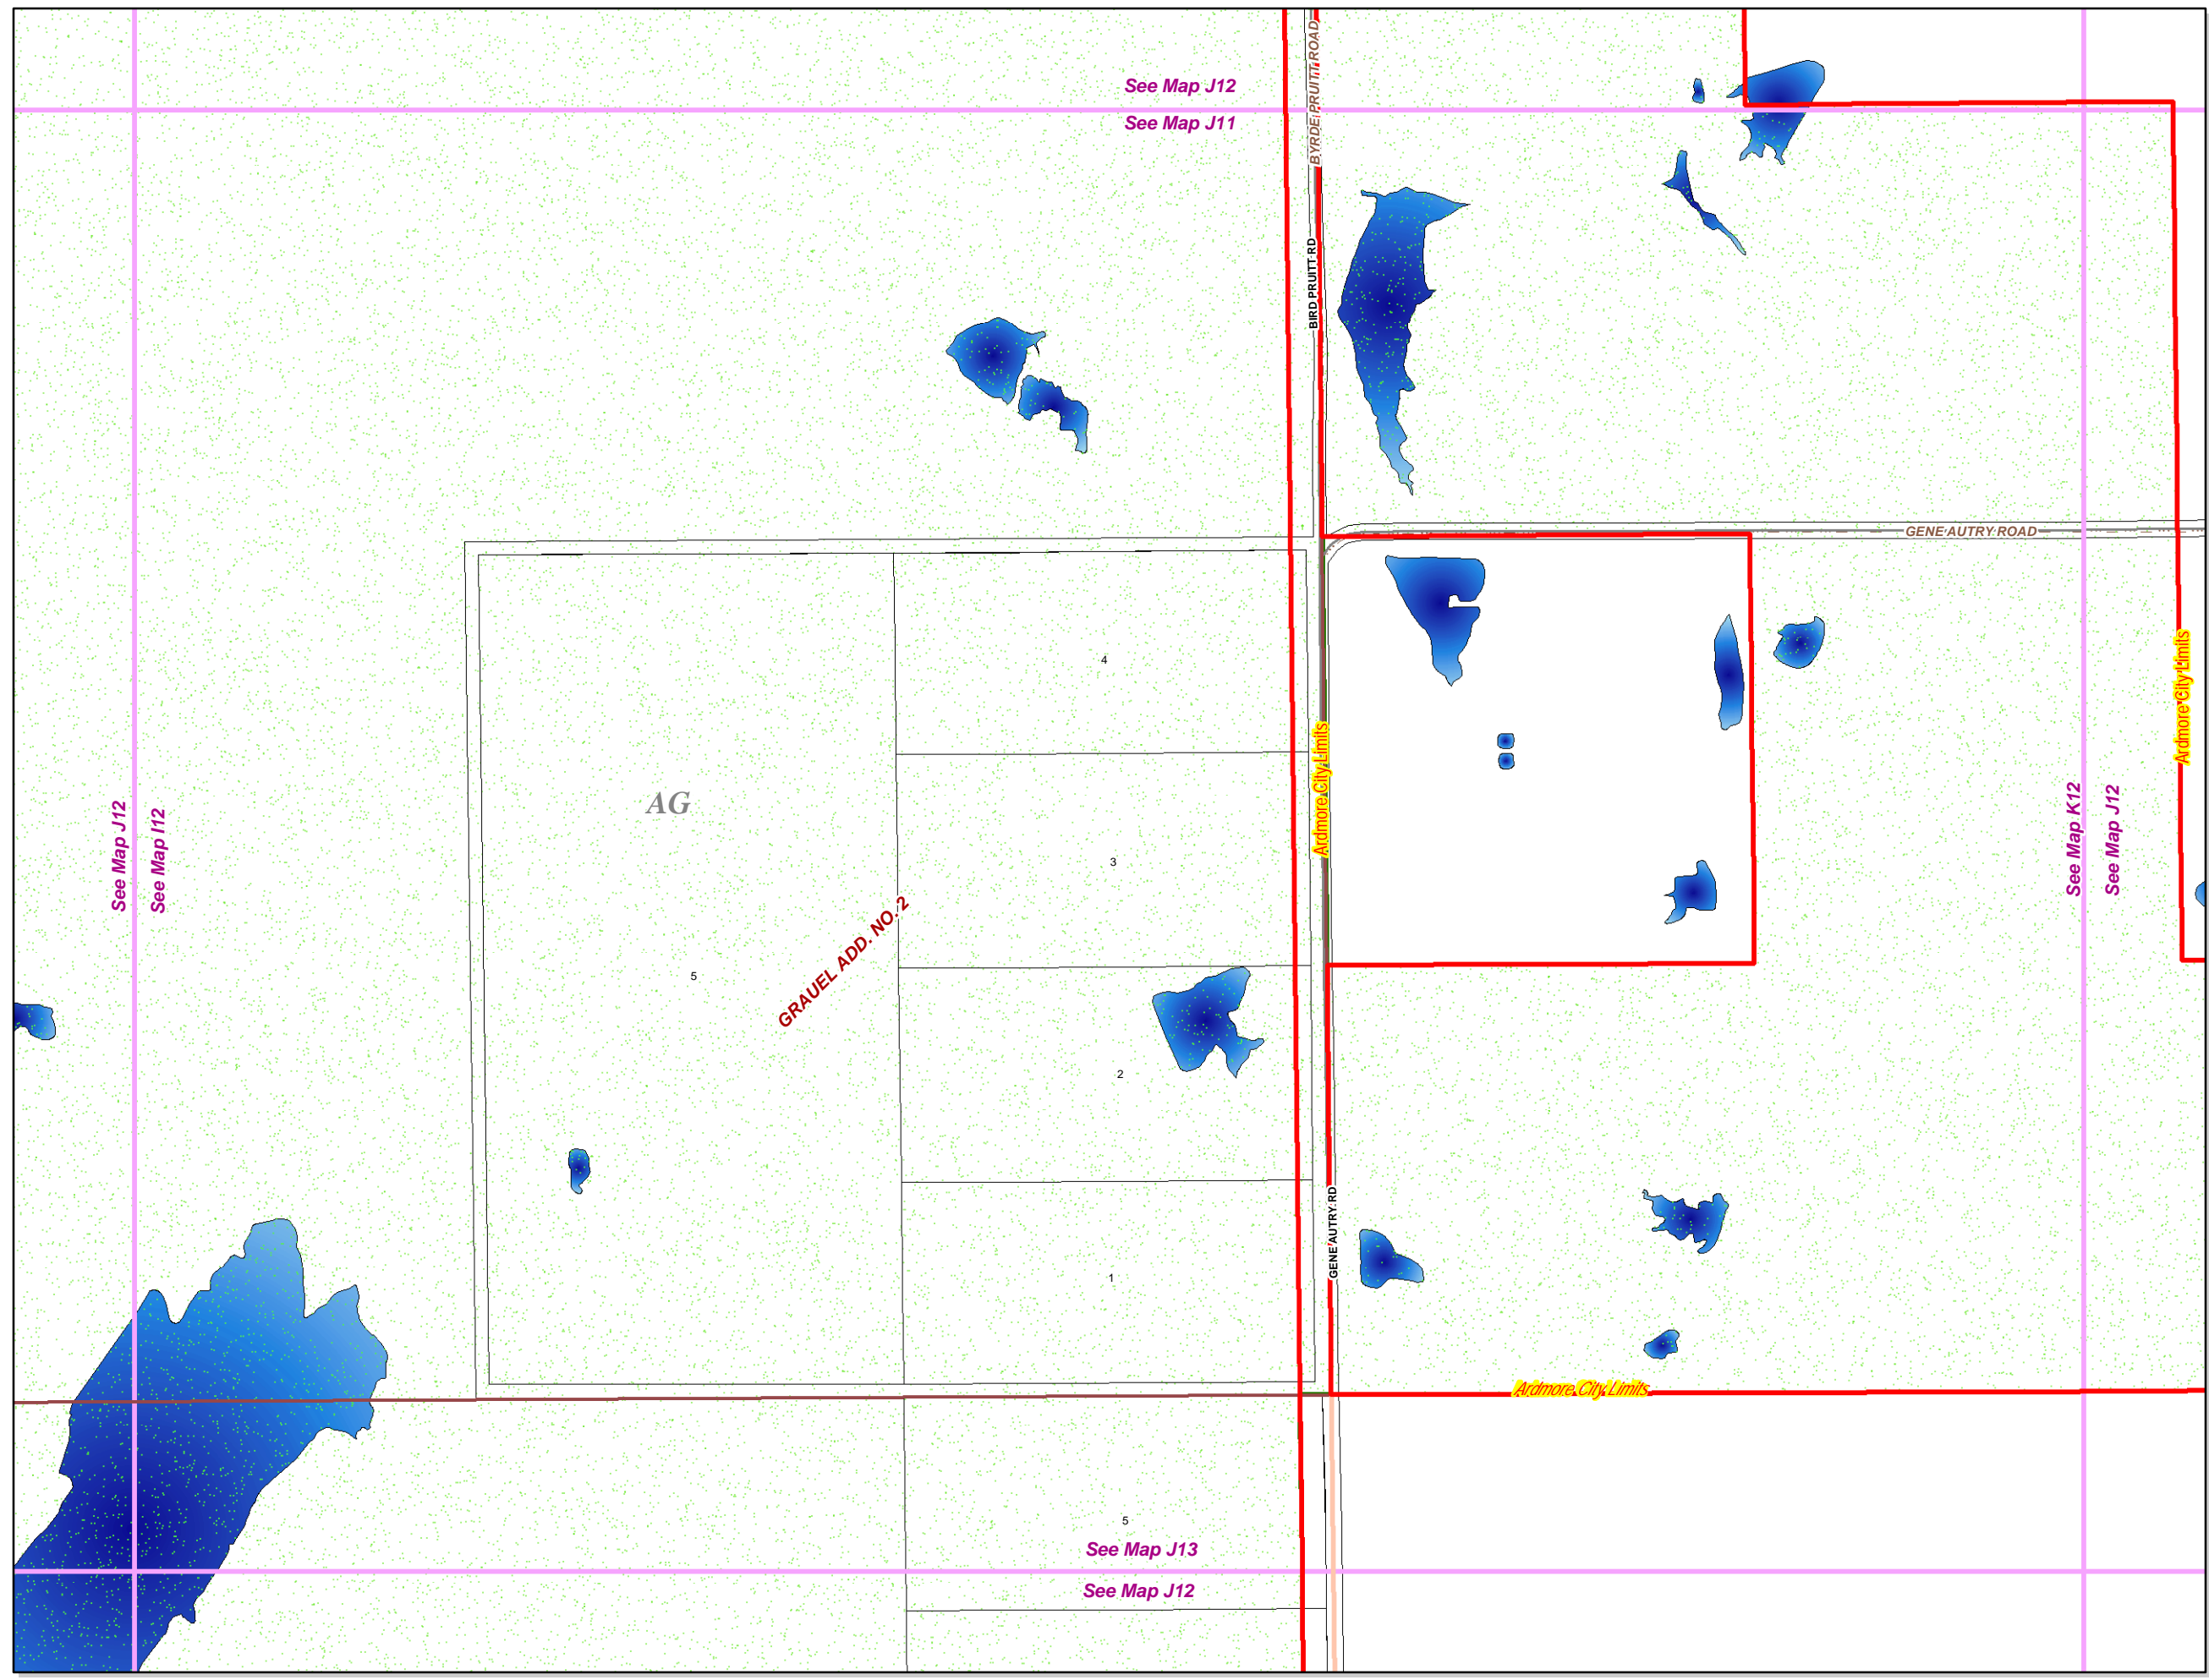 BYRDE PRUITT ROAD
See Map J12
See Map J11
BIRD PRUITT RD
GENE AUTRY ROAD
4
Ardmore City Limits
Ardmore City Limits
AG
See Map J12
See Map I12
See Map K12
See Map J12
3
GRAUEL ADD. NO. 2
5
2
GENE AUTRY RD
1
Ardmore City Limits
5
See Map J13
See Map J12